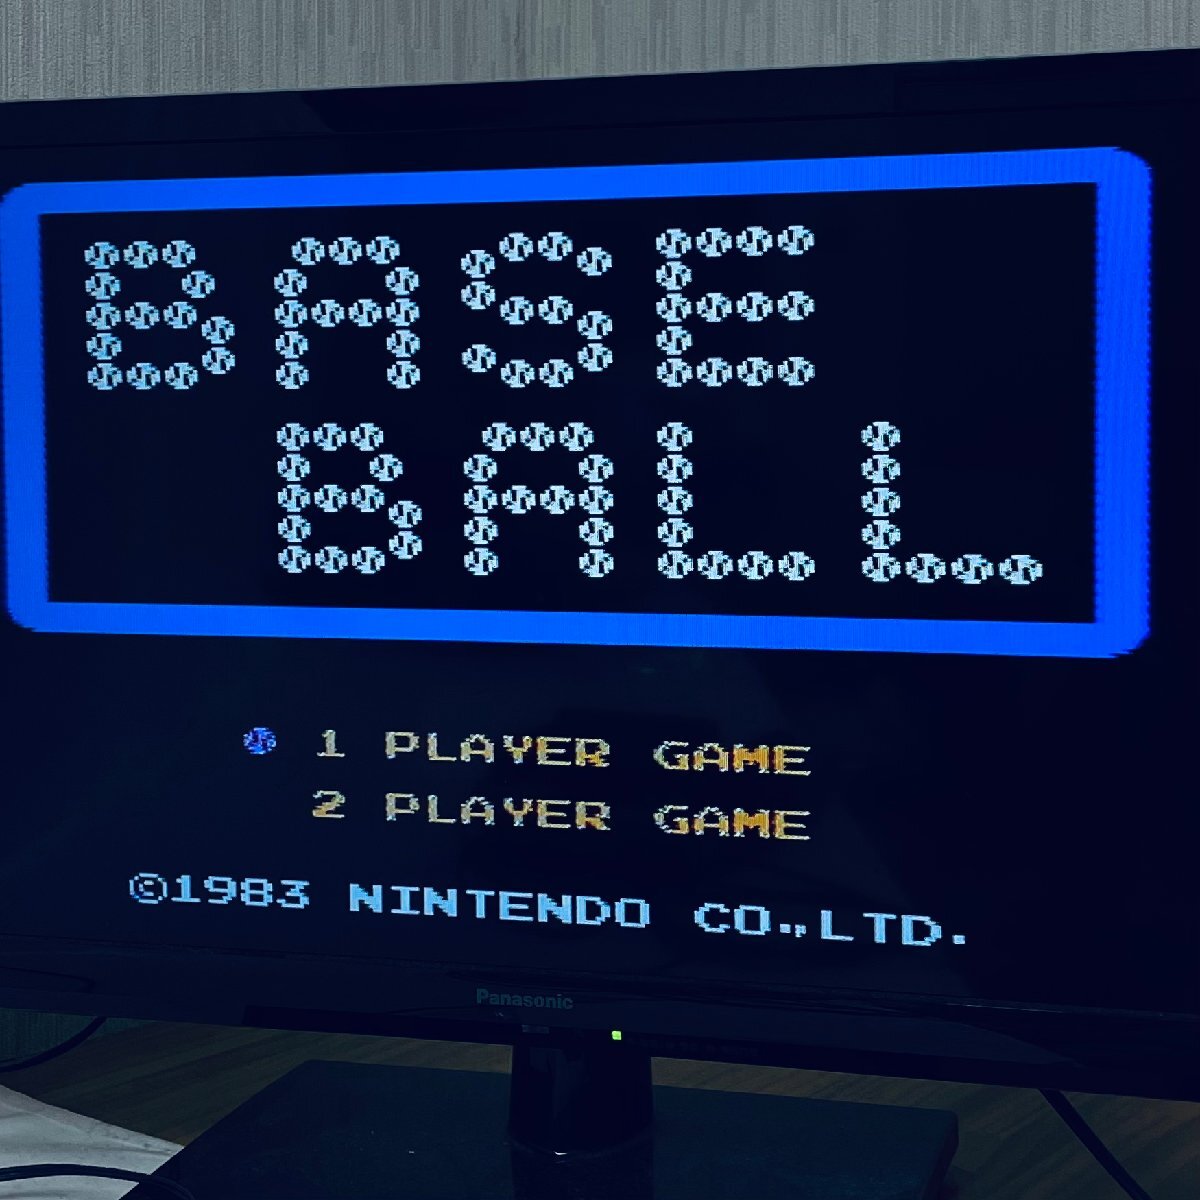 BASE
BALL
1 PLAYER GAME
2 PLAYER GAME
©1983 NINTENDO CO.,LTD.
Panasonic